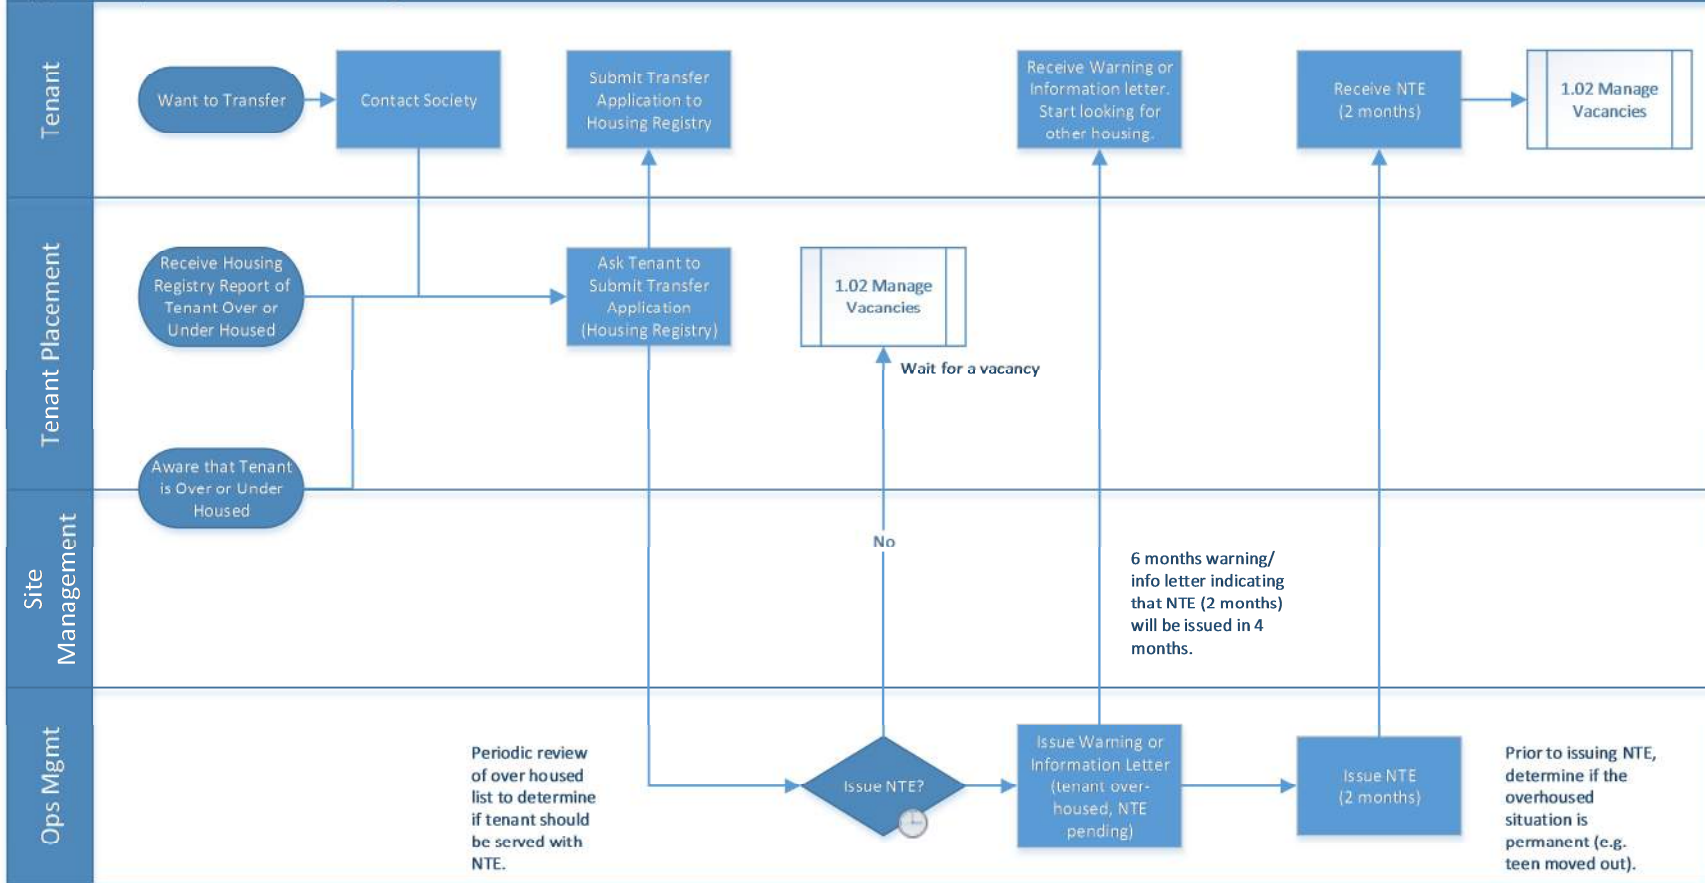 Tenant
Want to Transfer
Contact Society
Submit Transfer
Application to
Housing Registry
Receive Warning or
Information letter.
Start looking for
other housing.
Receive NTE
(2 months)
1.02 Manage
Vacancies
Tenant Placement
Receive Housing
Registry Report of
Tenant Over or
Under Housed
Ask Tenant to
Submit Transfer
Application
(Housing Registry)
1.02 Manage
Vacancies
Wait for a vacancy
Aware that Tenant
is Over or Under
Housed
Site
Management
No
6 months warning/
info letter indicating
that NTE (2 months)
will be issued in 4
months.
Ops Mgmt
Periodic review
of over housed
list to determine
if tenant should
be served with
NTE.
Issue NTE?
Issue Warning or
Information Letter
(tenant over-
housed, NTE
pending)
Issue NTE
(2 months)
Prior to issuing NTE,
determine if the
overhoused
situation is
permanent (e.g.
teen moved out).